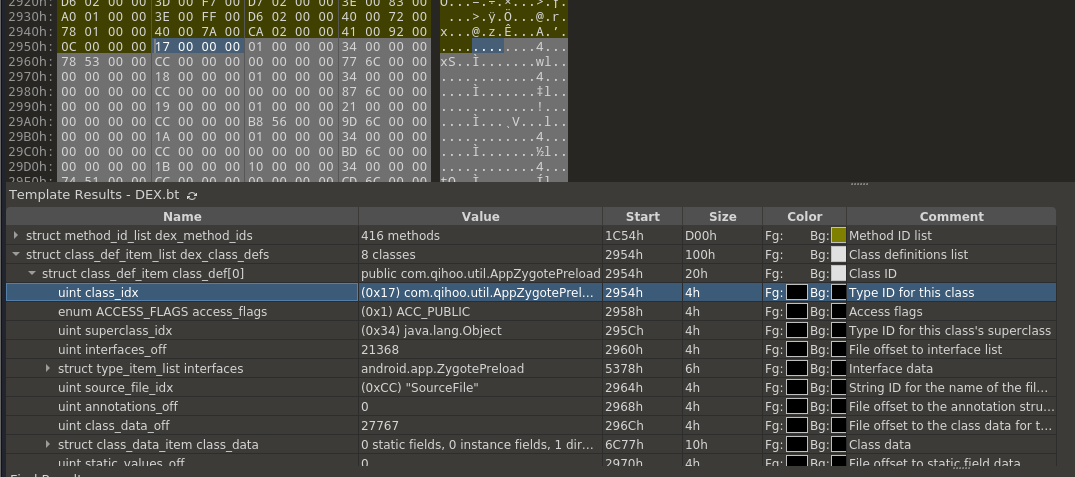 2920h: D6 02 00 00 3D 00 F7 00 D7 02 00 00 3E 00 83 00
2930h: A0 01 00 00 3E 00 FF 00 D6 02 00 00 40 00 72 00 ....>.ÿ.Ö...@.r.
2940h: 78 01 00 00 40 00 7A 00 CA 02 00 00 41 00 92 00 x...@.z.Ê...A.’.
2950h: 0C 00 00 00 17 00 00 00 01 00 00 00 34 00 00 00 ............4...
2960h: 78 53 00 00 CC 00 00 00 00 00 00 00 77 6C 00 00 xS..Ì.......wl..
2970h: 00 00 00 00 18 00 00 00 01 00 00 00 34 00 00 00 ............4...
2980h: 00 00 00 00 CC 00 00 00 00 00 00 00 87 6C 00 00 ....Ì.......‡l..
2990h: 00 00 00 00 19 00 00 00 01 00 00 00 21 00 00 00 ............!...
29A0h: 00 00 00 00 CC 00 00 00 B8 56 00 00 9D 6C 00 00 ....Ì...¸V...l..
29B0h: 00 00 00 00 1A 00 00 00 01 00 00 00 34 00 00 00 ............4...
29C0h: 00 00 00 00 CC 00 00 00 00 00 00 00 BD 6C 00 00 ....Ì.......½l..
29D0h: 00 00 00 00 1B 00 00 00 10 00 00 00 34 00 00 00 ............4...
Template Results - DEX.bt
Name Value Start Size Color Comment
struct method_id_list dex_method_ids 416 methods 1C54h D00h Fg: Bg: Method ID list
struct class_def_item_list dex_class_defs 8 classes 2954h 100h Fg: Bg: Class definitions list
struct class_def_item class_def[0] public com.qihoo.util.AppZygotePreload 2954h 20h Fg: Bg: Class ID
uint class_idx (0x17) com.qihoo.util.AppZygotePrel... 2954h 4h Fg: Bg: Type ID for this class
enum ACCESS_FLAGS access_flags (0x1) ACC_PUBLIC 2958h 4h Fg: Bg: Access flags
uint superclass_idx (0x34) java.lang.Object 295Ch 4h Fg: Bg: Type ID for this class's superclass
uint interfaces_off 21368 2960h 4h Fg: Bg: File offset to interface list
struct type_item_list interfaces android.app.ZygotePreload 5378h 6h Fg: Bg: Interface data
uint source_file_idx (0xCC) "SourceFile" 2964h 4h Fg: Bg: String ID for the name of the fil...
uint annotations_off 0 2968h 4h Fg: Bg: File offset to the annotation stru...
uint class_data_off 27767 296Ch 4h Fg: Bg: File offset to the class data for t...
struct class_data_item class_data 0 static fields, 0 instance fields, 1 dir... 6C77h 10h Fg: Bg: Class data
uint static_values_off 0 2970h 4h Fg: Bg: File offset to static field data